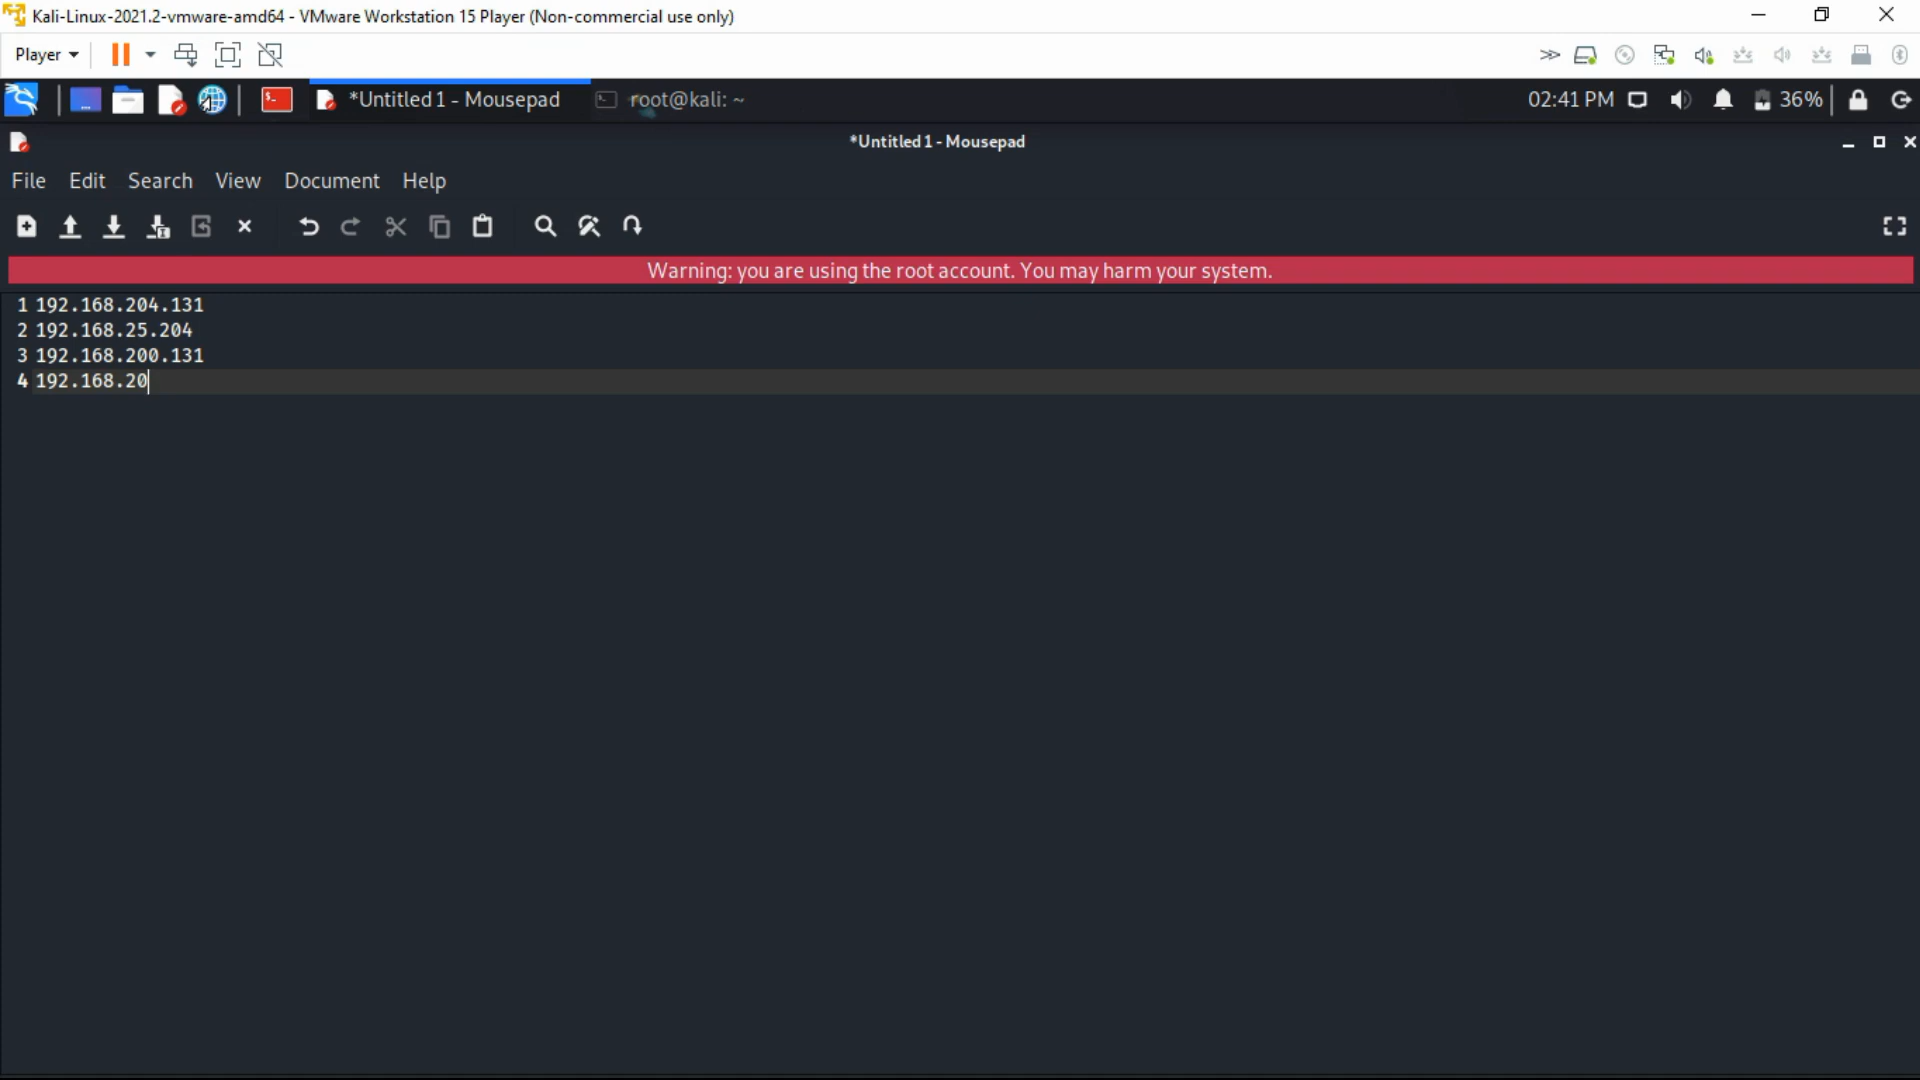 Kali-Linux-2021.2-vmware-amd64 - VMware Workstation 15 Player (Non-commercial use only)
Player
*Untitled 1 - Mousepad
root@kali: ~
02:41 PM
36%
*Untitled 1 - Mousepad
File Edit Search View Document Help
Warning: you are using the root account. You may harm your system.
1 192.168.204.131
2 192.168.25.204
3 192.168.200.131
4 192.168.20